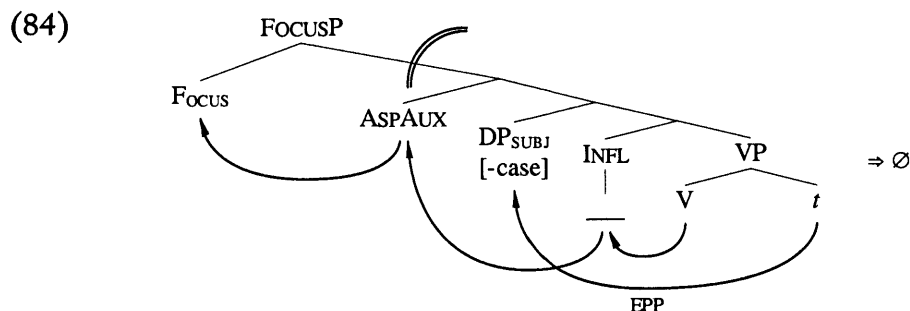 (84)
FOCUSP
FOCUS
ASPAUX
DPSUBJ
[-case]
INFL
VP
⇒ ∅
V
t
EPP